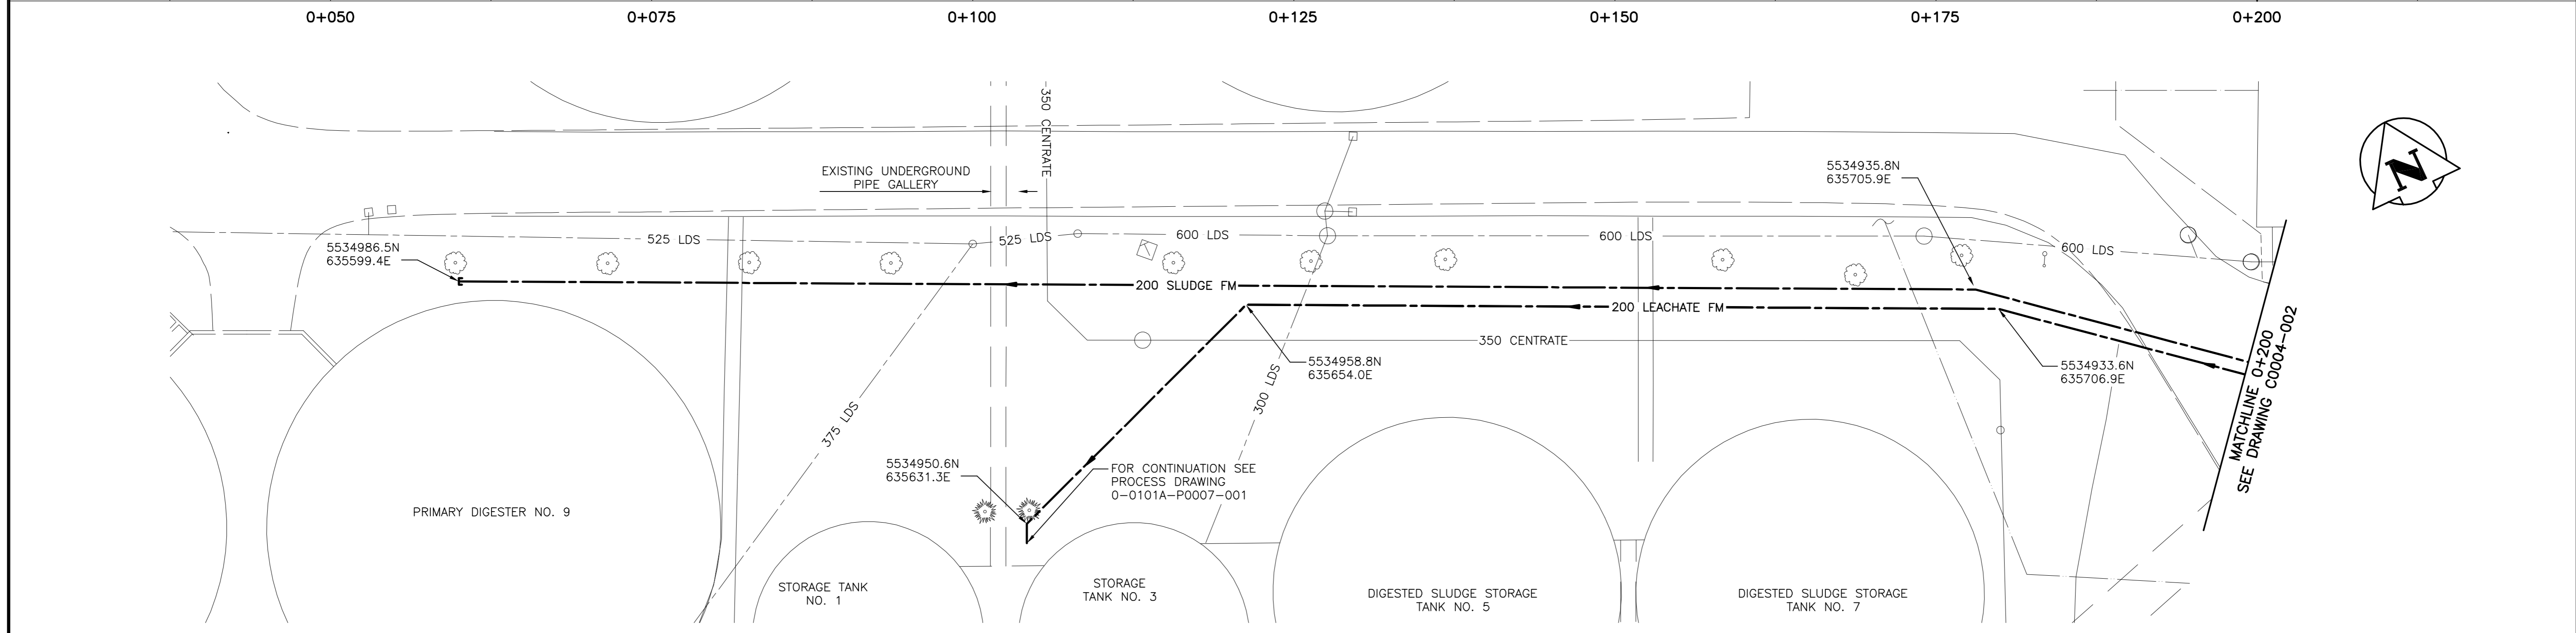 0+050
0+075
0+100
0+125
0+150
0+175
0+200
350 CENTRATE
EXISTING UNDERGROUND
PIPE GALLERY
5534935.8N
635705.9E
N
525 LDS
525 LDS
600 LDS
600 LDS
600 LDS
5534986.5N
635599.4E
200 SLUDGE FM
200 LEACHATE FM
350 CENTRATE
5534958.8N
635654.0E
5534933.6N
635706.9E
300 LDS
375 LDS
MATCHLINE 0+200
SEE DRAWING C0004-002
5534950.6N
635631.3E
FOR CONTINUATION SEE
PROCESS DRAWING
0-0101A-P0007-001
PRIMARY DIGESTER NO. 9
STORAGE TANK
NO. 1
STORAGE
TANK NO. 3
DIGESTED SLUDGE STORAGE
TANK NO. 5
DIGESTED SLUDGE STORAGE
TANK NO. 7